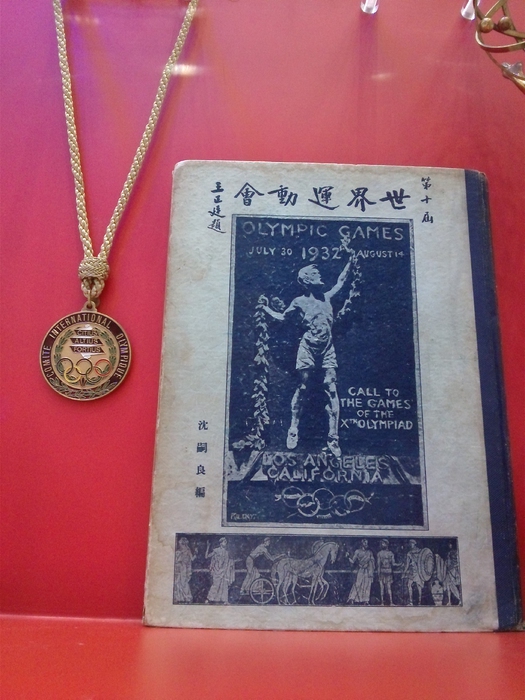 COMITE INTERNATIONAL OLYMPIQUE
CITIUS
ALTIUS
FORTIUS
第十屆
世界運動會
王正廷題
OLYMPIC GAMES
JULY 30 1932 AUGUST 14
CALL TO
THE GAMES
OF THE
XTH OLYMPIAD
LOS ANGELES
CALIFORNIA
沈嗣良編